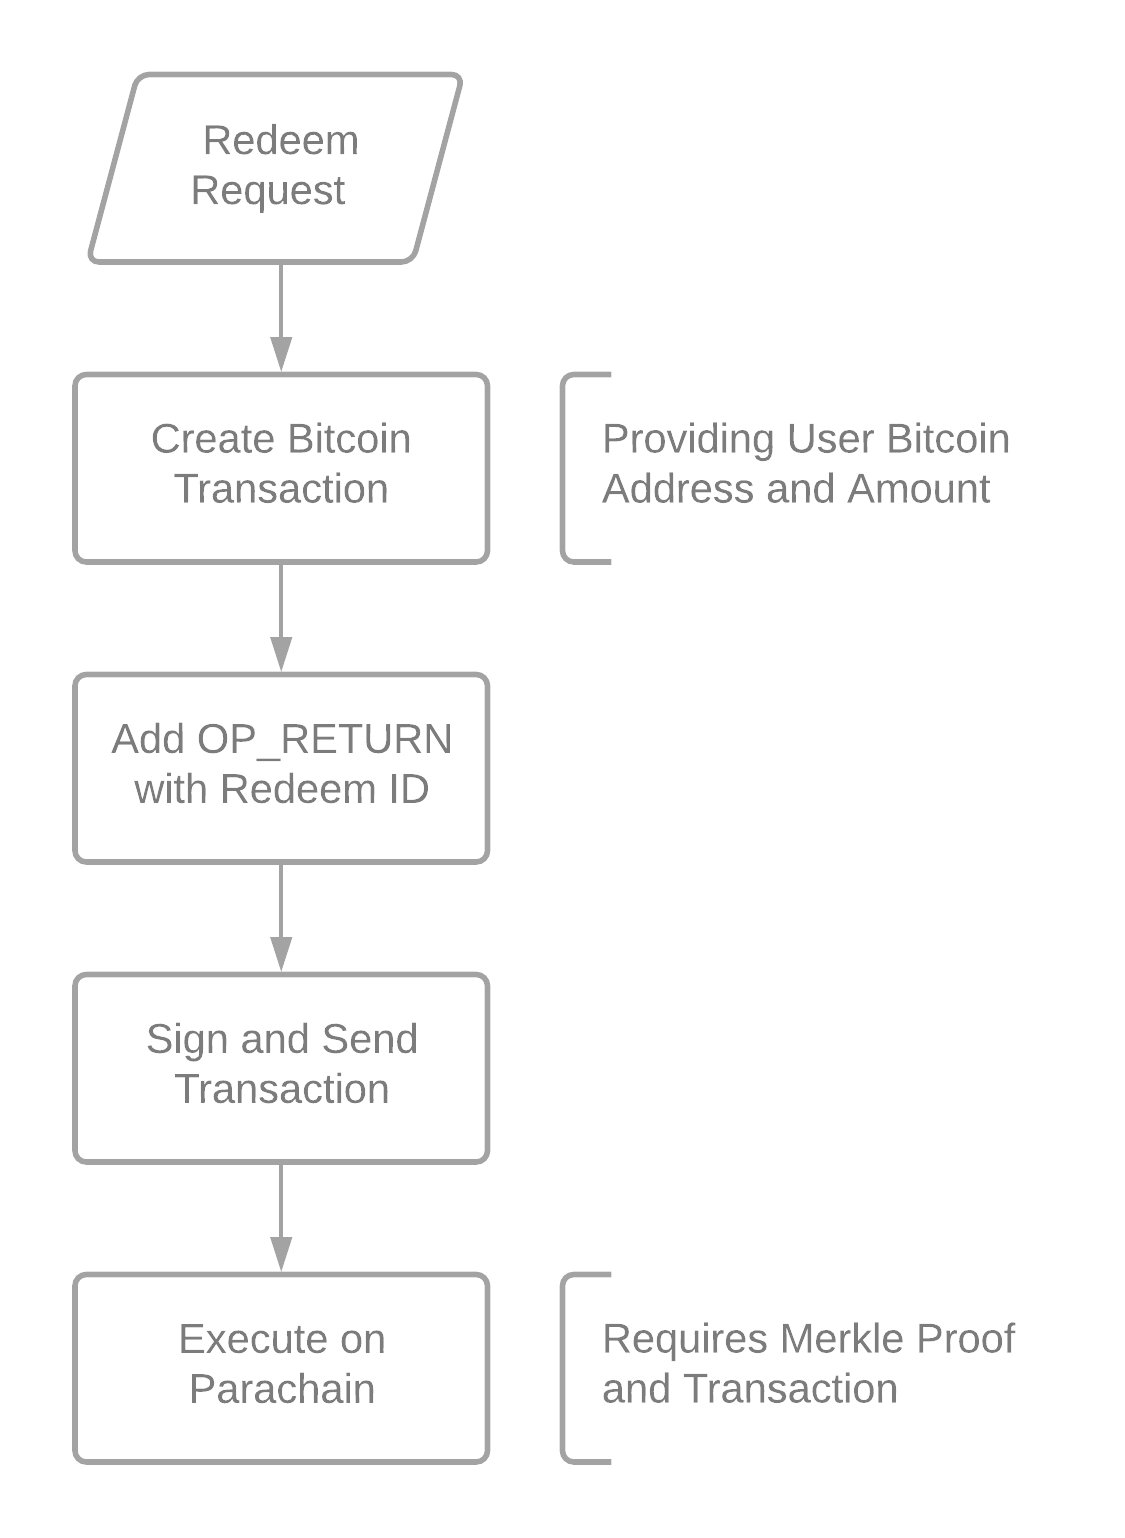 Redeem
Request
Create Bitcoin
Transaction
Providing User Bitcoin
Address and Amount
Add OP_RETURN
with Redeem ID
Sign and Send
Transaction
Execute on
Parachain
Requires Merkle Proof
and Transaction